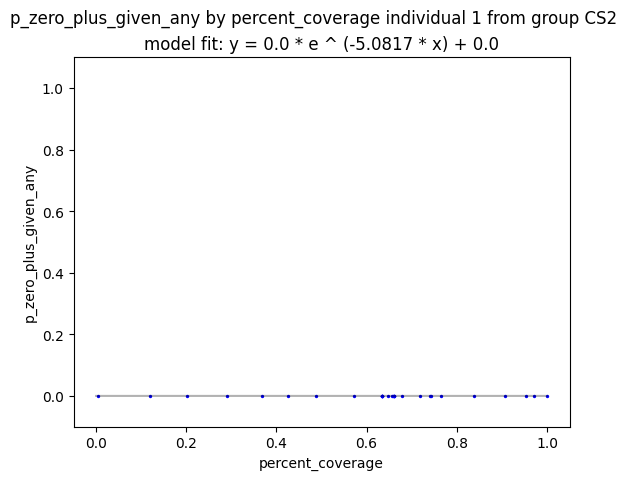 p_zero_plus_given_any by percent_coverage individual 1 from group CS2
model fit: y = 0.0 * e ^ (-5.0817 * x) + 0.0
1.0
0.8
0.6
0.4
0.2
0.0
p_zero_plus_given_any
0.0 0.2 0.4 0.6 0.8 1.0
percent_coverage